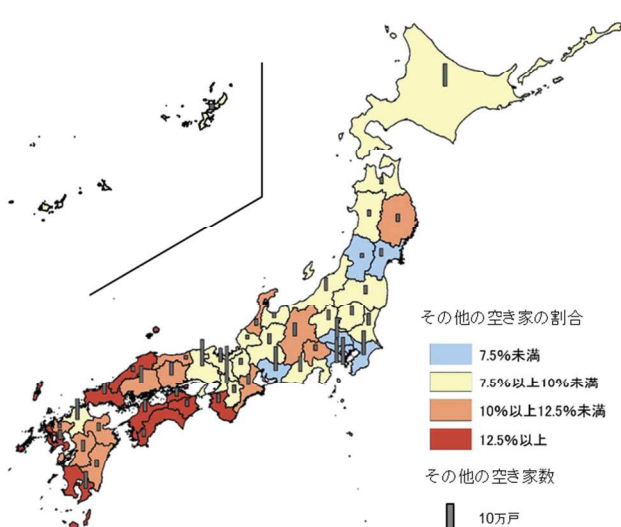 その他の空き家の割合
7.5%未満
7.5%以上10%未満
10%以上12.5%未満
12.5%以上
その他の空き家数
10万戸